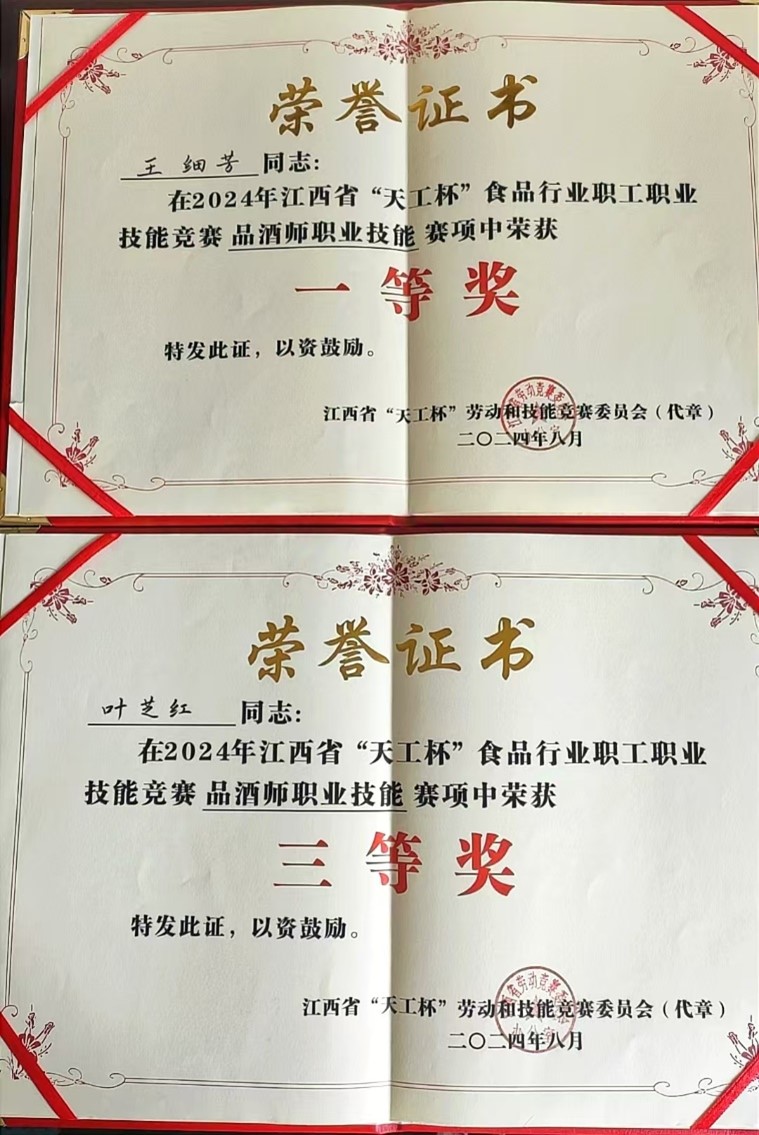 荣誉证书
王细芳同志：
在2024年江西省“天工杯”食品行业职工职业
技能竞赛 品酒师职业技能 赛项中荣获
一等奖
特发此证，以资鼓励。
江西省“天工杯”劳动和技能竞赛委员会（代章）
二〇二四年八月
荣誉证书
叶芝红 同志：
在2024年江西省“天工杯”食品行业职工职业
技能竞赛 品酒师职业技能 赛项中荣获
三等奖
特发此证，以资鼓励。
江西省“天工杯”劳动和技能竞赛委员会（代章）
二〇二四年八月